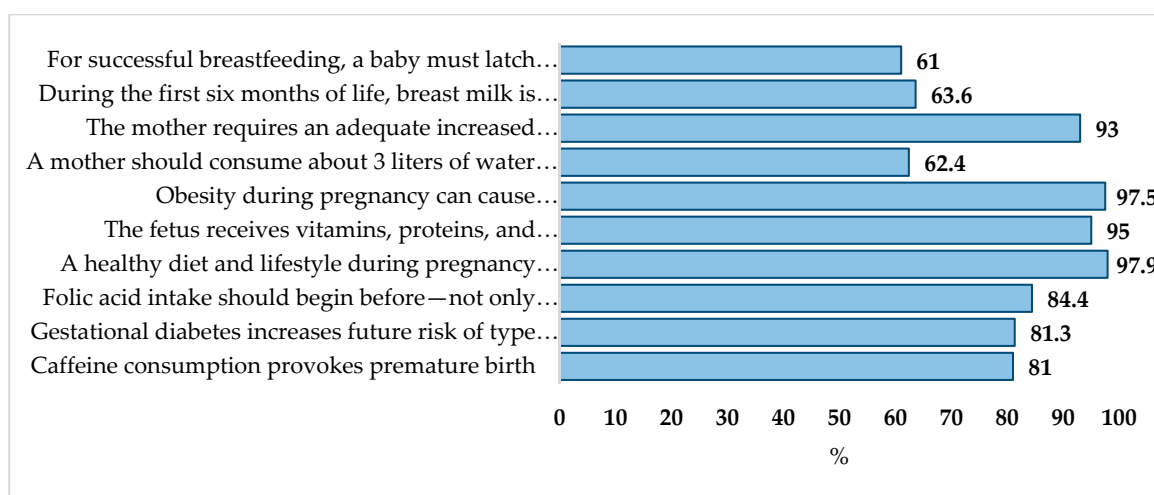 For successful breastfeeding, a baby must latch… 61
During the first six months of life, breast milk is… 63.6
The mother requires an adequate increased… 93
A mother should consume about 3 liters of water… 62.4
Obesity during pregnancy can cause… 97.5
The fetus receives vitamins, proteins, and… 95
A healthy diet and lifestyle during pregnancy… 97.9
Folic acid intake should begin before—not only… 84.4
Gestational diabetes increases future risk of type… 81.3
Caffeine consumption provokes premature birth 81
0 10 20 30 40 50 60 70 80 90 100
%